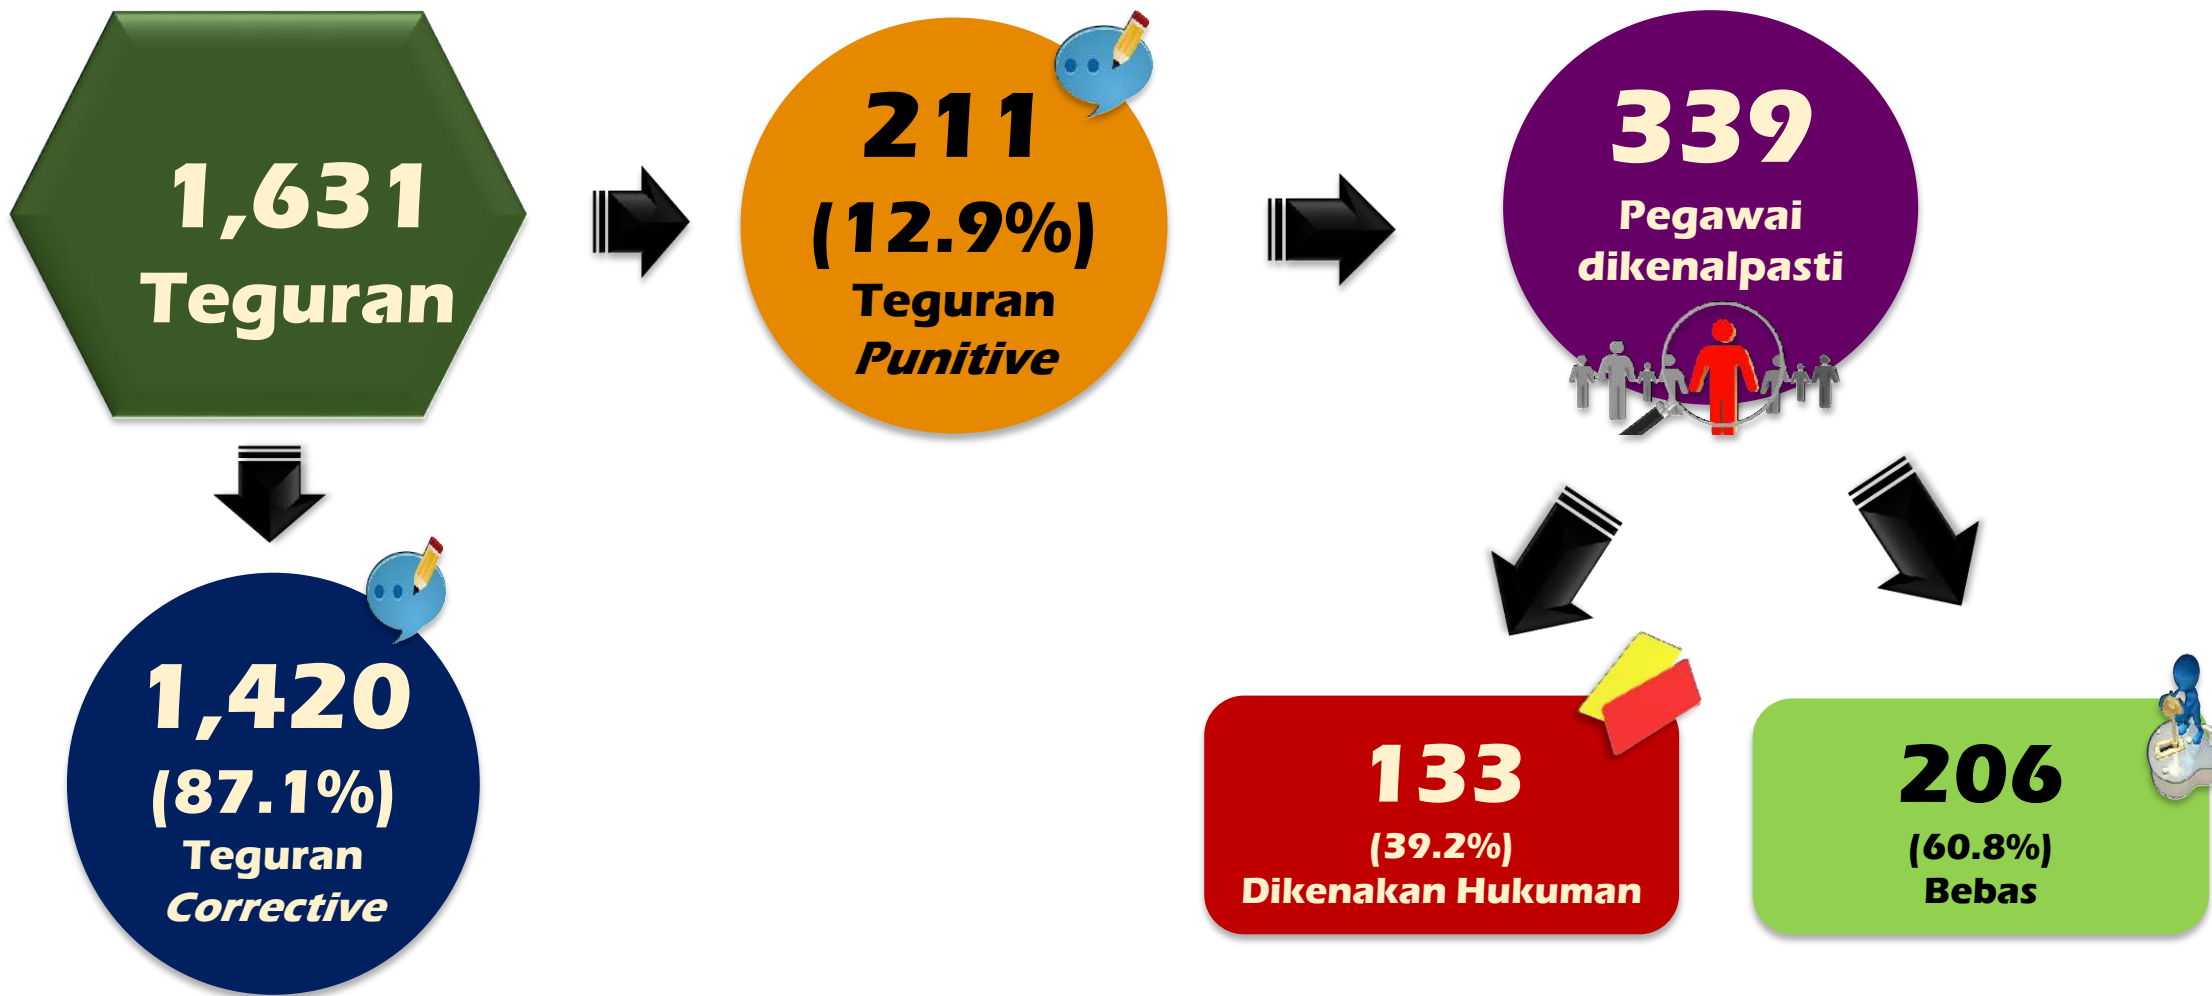 1,631
Teguran
211
(12.9%)
Teguran
Punitive
339
Pegawai
dikenalpasti
1,420
(87.1%)
Teguran
Corrective
133
(39.2%)
Dikenakan Hukuman
206
(60.8%)
Bebas